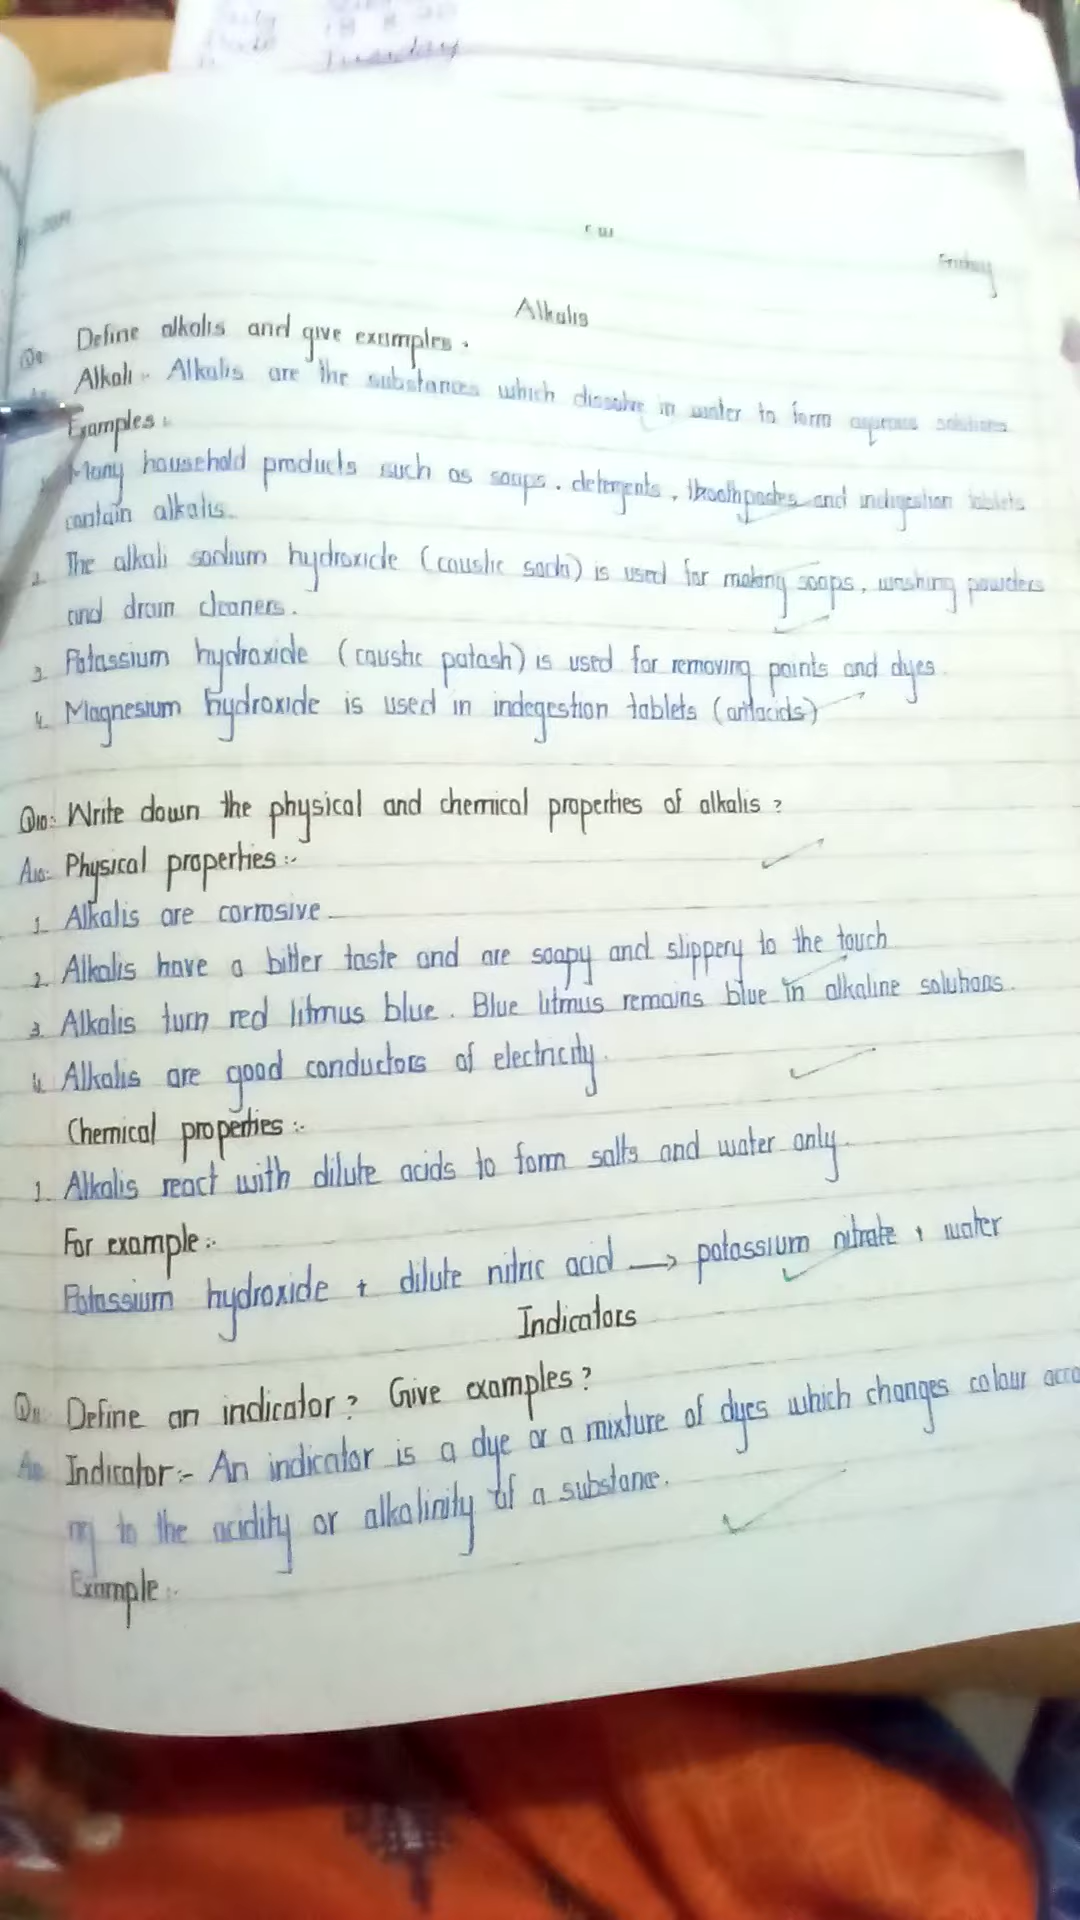 Tuesday
C.W
Friday
Alkalis
Define alkalis and give examples.
Alkali :- Alkalis are the substances which dissolve in water to form aqueous solutions
Examples :-
Many household products such as soaps, detergents, thoothpastes and indigestion tablets
contain alkalis.
2. The alkali sodium hydroxide (caustic soda) is used for making soaps, washing powders
and drain cleaners.
3. Potassium hydroxide (caustic potash) is used for removing paints and dyes.
4. Magnesium hydroxide is used in indegestion tablets (antacids)
Q10: Write down the physical and chemical properties of alkalis ?
A10: Physical properties :-
1. Alkalis are corrosive.
2. Alkalis have a bitter taste and are soapy and slippery to the touch
3. Alkalis turn red litmus blue. Blue litmus remains blue in alkaline solutions.
4. Alkalis are good conductors of electricity.
Chemical properties :-
1. Alkalis react with dilute acids to form salts and water only.
For example :-
Potassium hydroxide + dilute nitric acid → potassium nitrate + water
Indicators
Q11 Define an indicator ? Give examples ?
Indicator :- An indicator is a dye or a mixture of dyes which changes colour acco
ng to the acidity or alkalinity of a substane.
Example :-